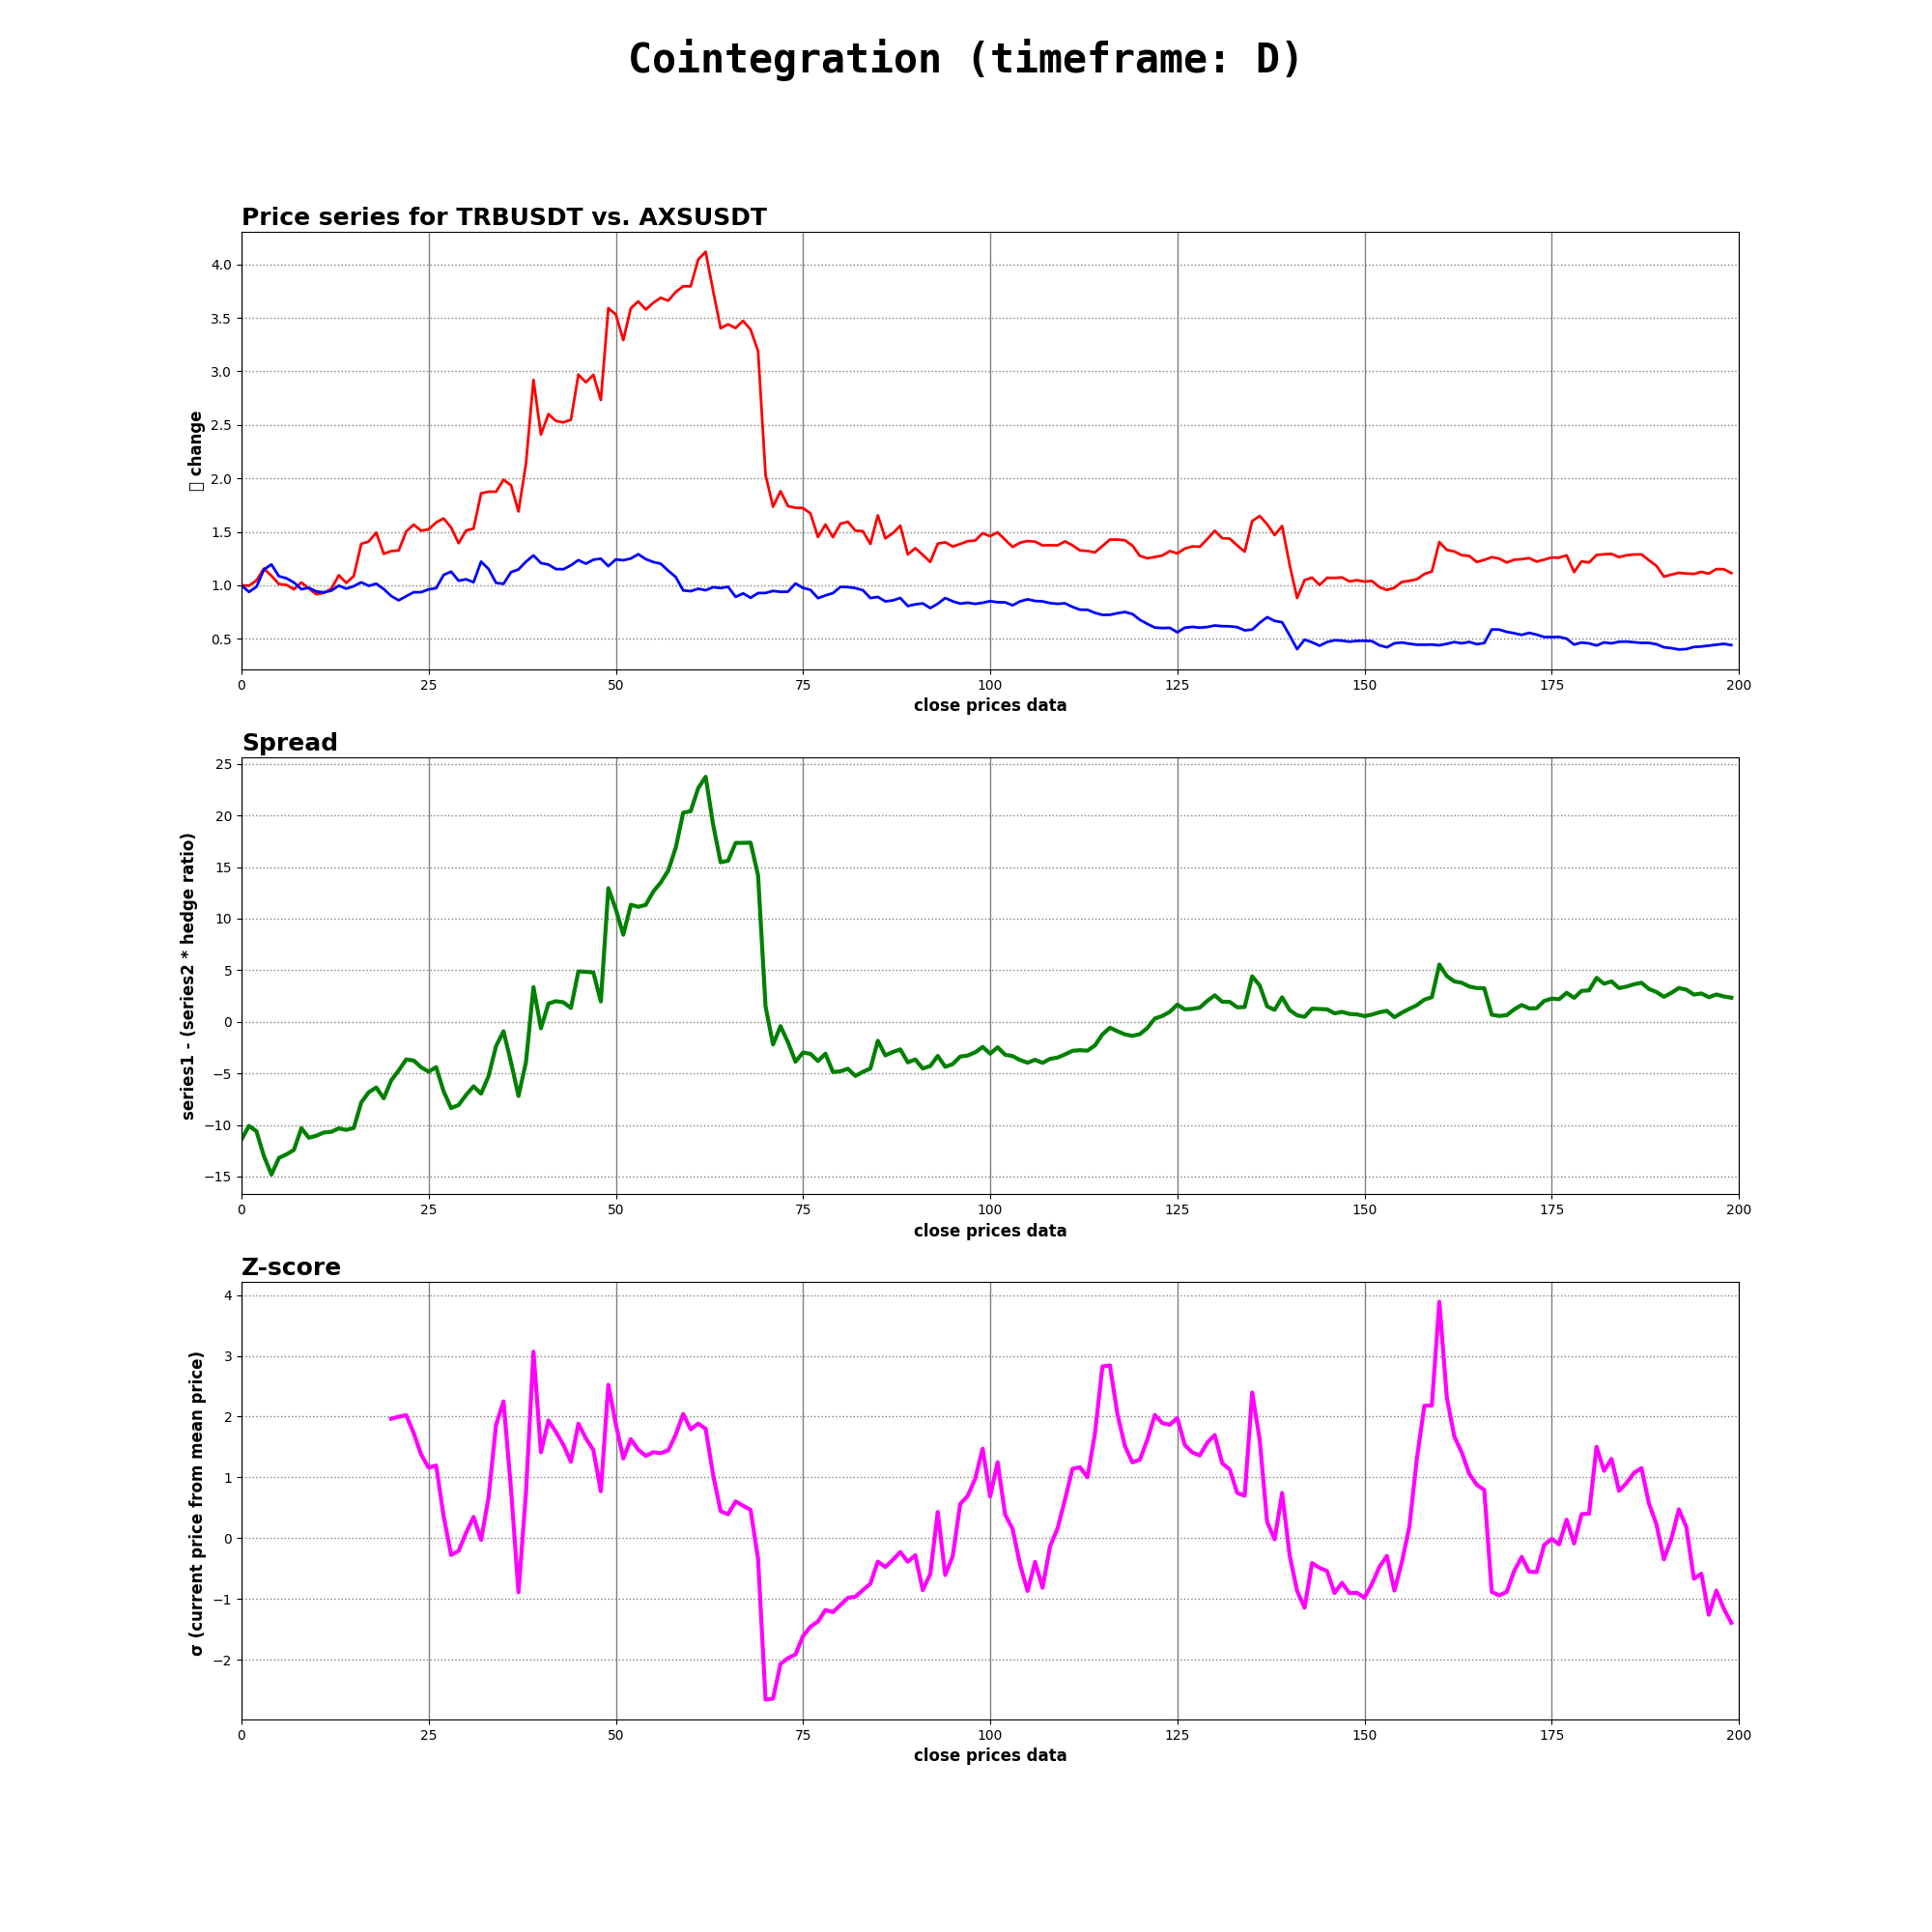 Cointegration (timeframe: D)
Price series for TRBUSDT vs. AXSUSDT
change
4.0
3.5
3.0
2.5
2.0
1.5
1.0
0.5
0 25 50 75 100 125 150 175 200
close prices data
Spread
series1 - (series2 * hedge ratio)
25
20
15
10
5
0
−5
−10
−15
0 25 50 75 100 125 150 175 200
close prices data
Z-score
σ (current price from mean price)
4
3
2
1
0
−1
−2
0 25 50 75 100 125 150 175 200
close prices data